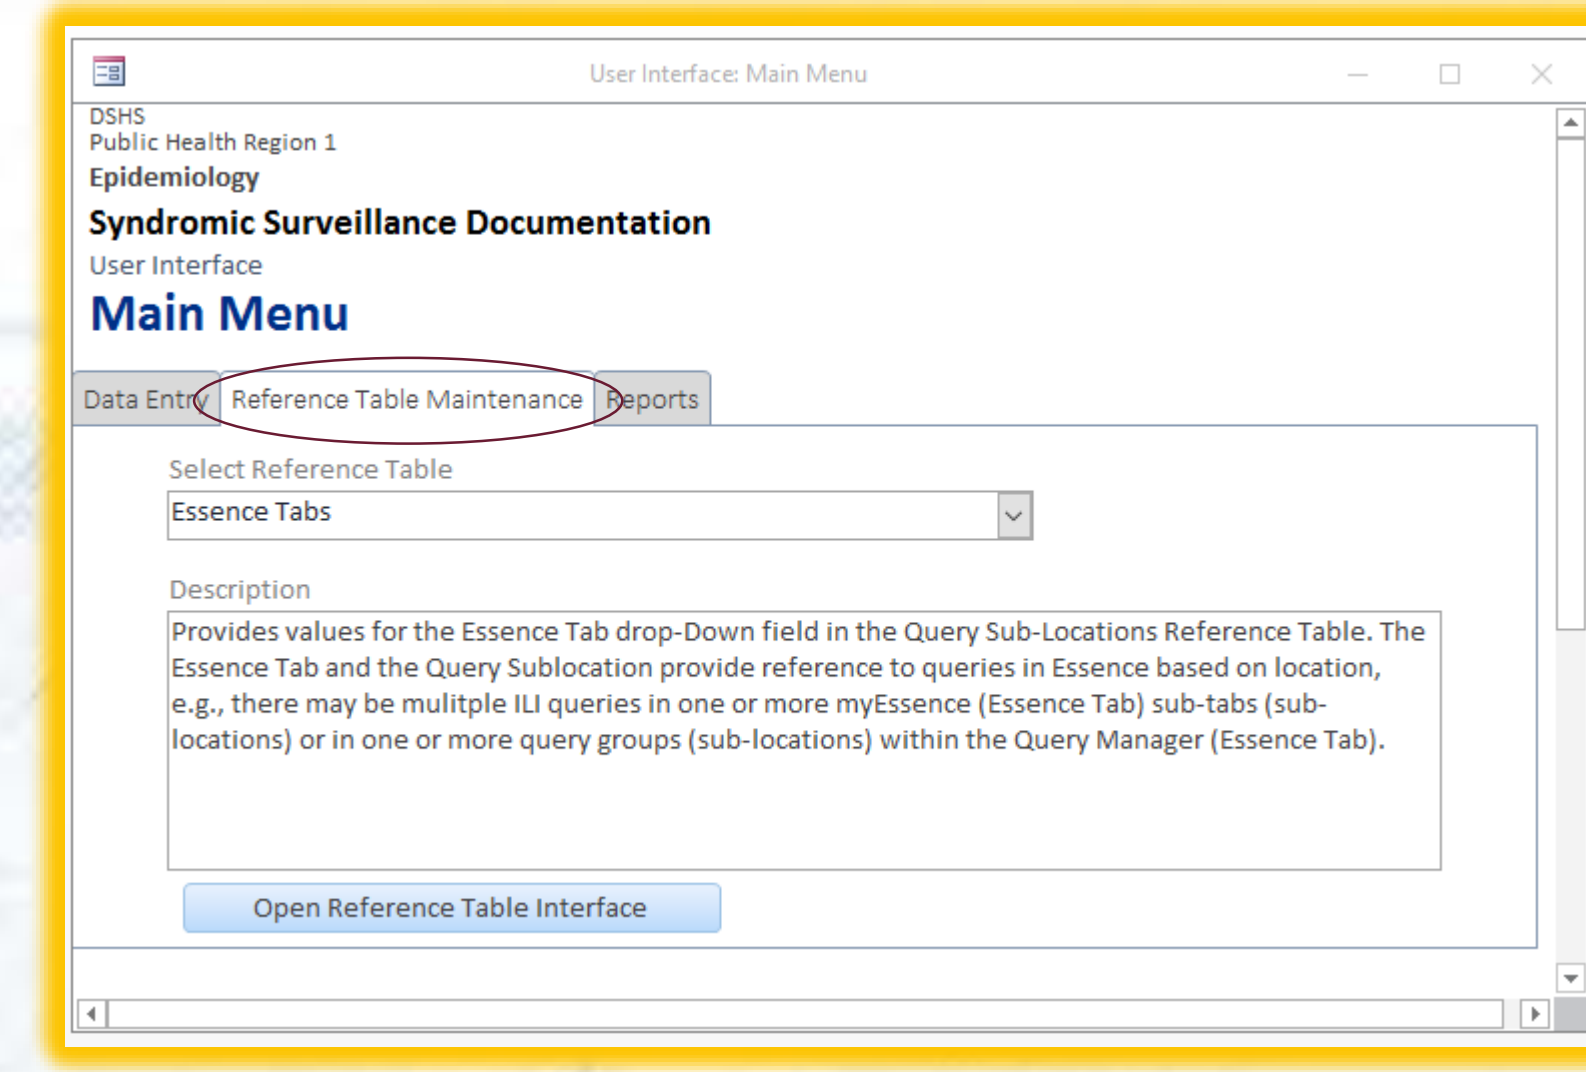 User Interface: Main Menu
DSHS
Public Health Region 1
Epidemiology
Syndromic Surveillance Documentation
User Interface
Main Menu
Data Entry Reference Table Maintenance Reports
Select Reference Table
Essence Tabs
Description
Provides values for the Essence Tab drop-Down field in the Query Sub-Locations Reference Table. The
Essence Tab and the Query Sublocation provide reference to queries in Essence based on location,
e.g., there may be mulitple ILI queries in one or more myEssence (Essence Tab) sub-tabs (sub-
locations) or in one or more query groups (sub-locations) within the Query Manager (Essence Tab).
Open Reference Table Interface